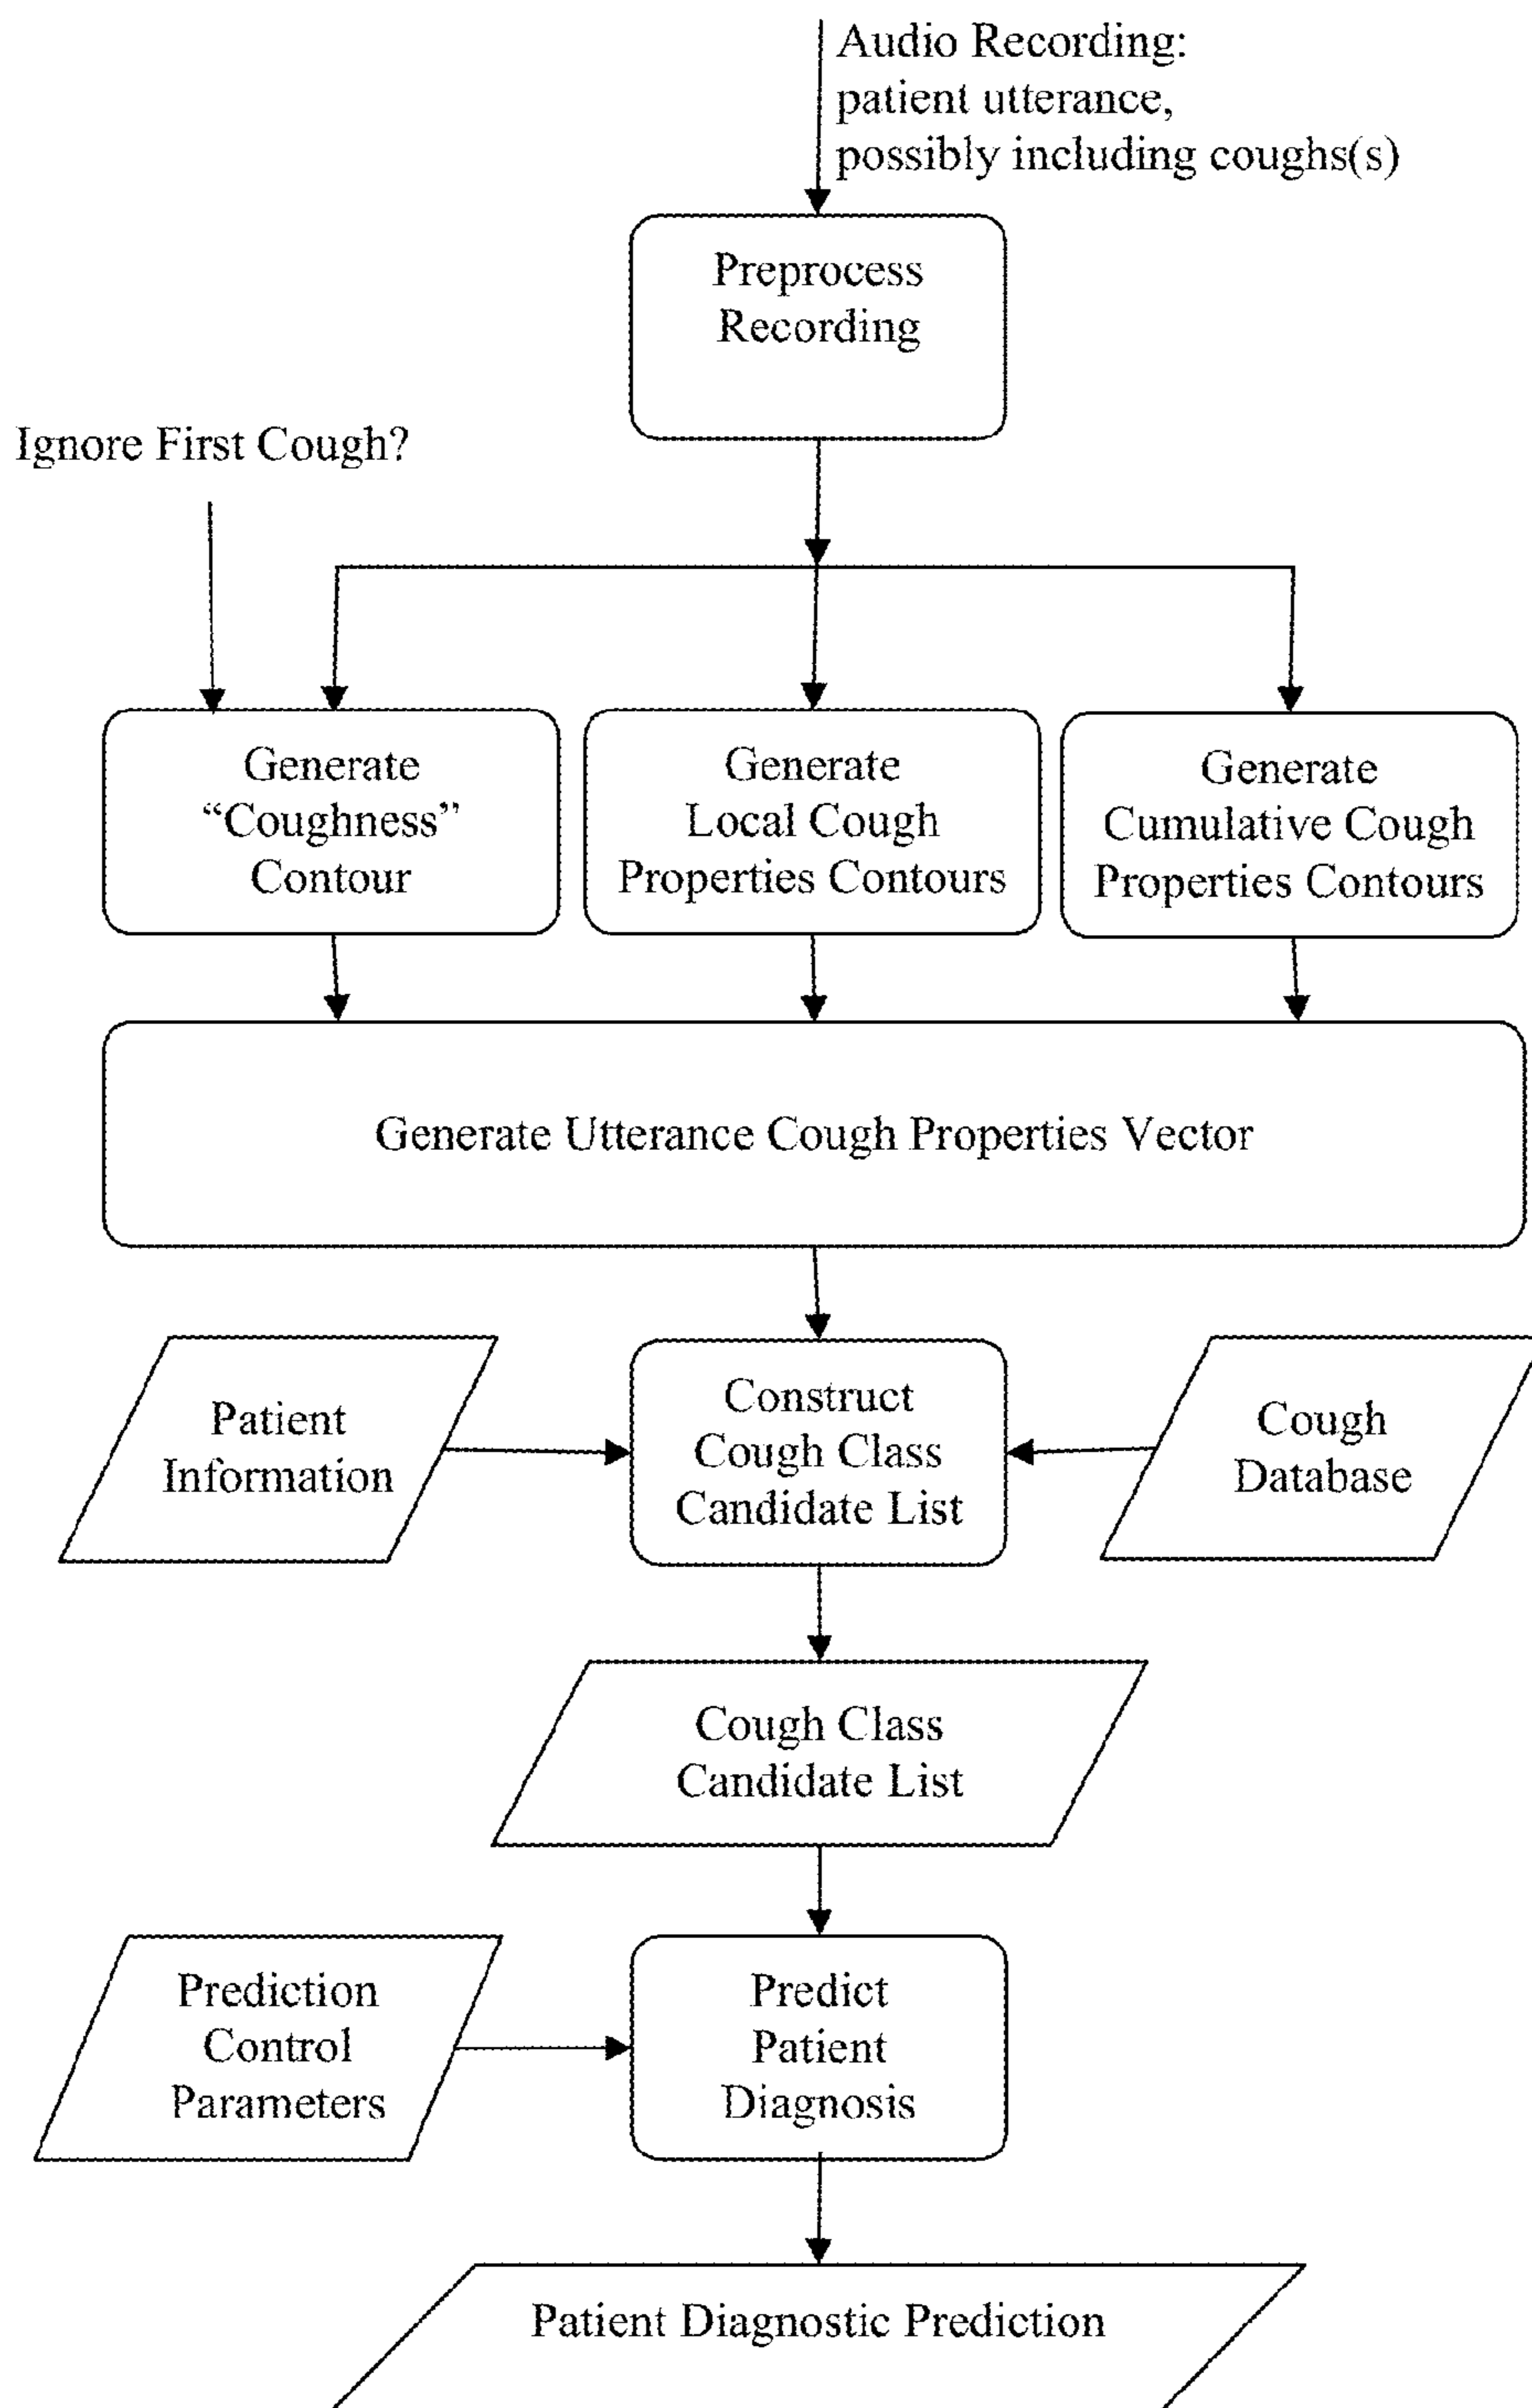 Audio Recording:
patient utterance,
possibly including coughs(s)
Preprocess
Recording
Ignore First Cough?
Generate
“Coughness”
Contour
Generate
Local Cough
Properties Contours
Generate
Cumulative Cough
Properties Contours
Generate Utterance Cough Properties Vector
Patient
Information
Construct
Cough Class
Candidate List
Cough
Database
Cough Class
Candidate List
Prediction
Control
Parameters
Predict
Patient
Diagnosis
Patient Diagnostic Prediction